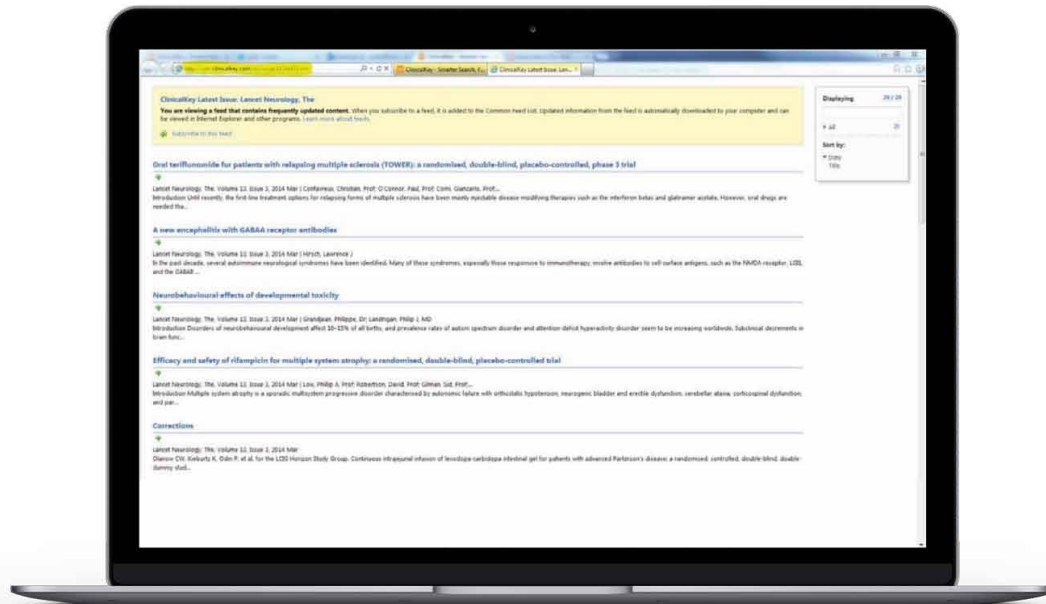 ClinicalKey - Smarter Search, F...
ClinicalKey Latest Issue: Lan...
ClinicalKey Latest Issue: Lancet Neurology, The
You are viewing a feed that contains frequently updated content. When you subscribe to a feed, it is added to the Common Feed List. Updated information from the feed is automatically downloaded to your computer and can
be viewed in Internet Explorer and other programs. Learn more about feeds.
Subscribe to this feed
Displaying
All
Sort by:
Date
Title
Oral teriflunomide for patients with relapsing multiple sclerosis (TOWER): a randomised, double-blind, placebo-controlled, phase 3 trial
Lancet Neurology, The, Volume 13, Issue 3, 2014 Mar | Confavreux, Christian, Prof; O'Connor, Paul, Prof; Comi, Giancarlo, Prof;...
Introduction Until recently, the first-line treatment options for relapsing forms of multiple sclerosis have been mainly injectable disease modifying therapies such as the interferon betas and glatiramer acetate. However, oral drugs are
needed the...
A new encephalitis with GABAA receptor antibodies
Lancet Neurology, The, Volume 13, Issue 3, 2014 Mar | Hirsch, Lawrence J
In the past decade, several autoimmune neurological syndromes have been identified. Many of these syndromes, especially those responsive to immunotherapy, involve antibodies to cell-surface antigens, such as the NMDA receptor, LGI1,
and the GABAB ...
Neurobehavioural effects of developmental toxicity
Lancet Neurology, The, Volume 13, Issue 3, 2014 Mar | Grandjean, Philippe, Dr; Landrigan, Philip J, MD
Introduction Disorders of neurobehavioural development affect 10–15% of all births, and prevalence rates of autism spectrum disorder and attention-deficit hyperactivity disorder seem to be increasing worldwide. Subclinical decrements in
brain func...
Efficacy and safety of rifampicin for multiple system atrophy: a randomised, double-blind, placebo-controlled trial
Lancet Neurology, The, Volume 13, Issue 3, 2014 Mar | Low, Phillip A, Prof; Robertson, David, Prof; Gilman, Sid, Prof;...
Introduction Multiple system atrophy is a sporadic multisystem progressive disorder characterised by autonomic failure with orthostatic hypotension, neurogenic bladder and erectile dysfunction, cerebellar ataxia, corticospinal dysfunction,
and par...
Corrections
Lancet Neurology, The, Volume 13, Issue 3, 2014 Mar
Olanow CW, Kieburtz K, Odin P, et al. for the LCIG Horizon Study Group. Continuous intrajejunal infusion of levodopa-carbidopa intestinal gel for patients with advanced Parkinson's disease: a randomised, controlled, double-blind, double-
dummy stud...